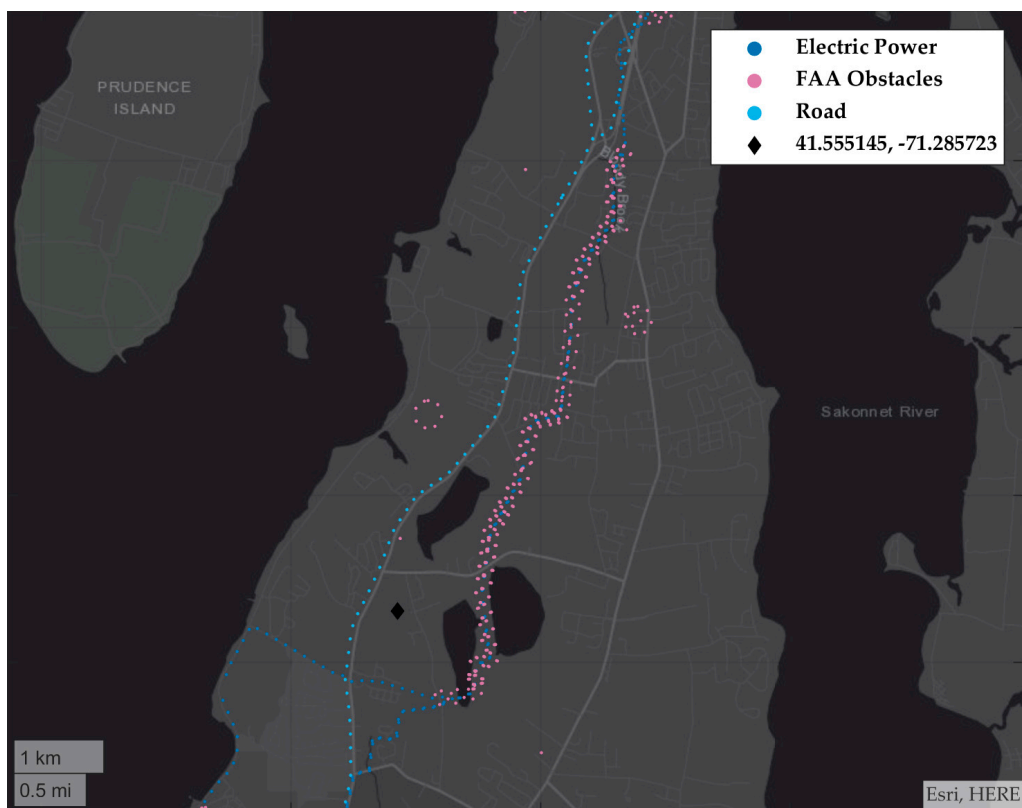 PRUDENCE
ISLAND
Electric Power
FAA Obstacles
Road
41.555145, -71.285723
Sakonnet River
1 km
0.5 mi
Esri, HERE